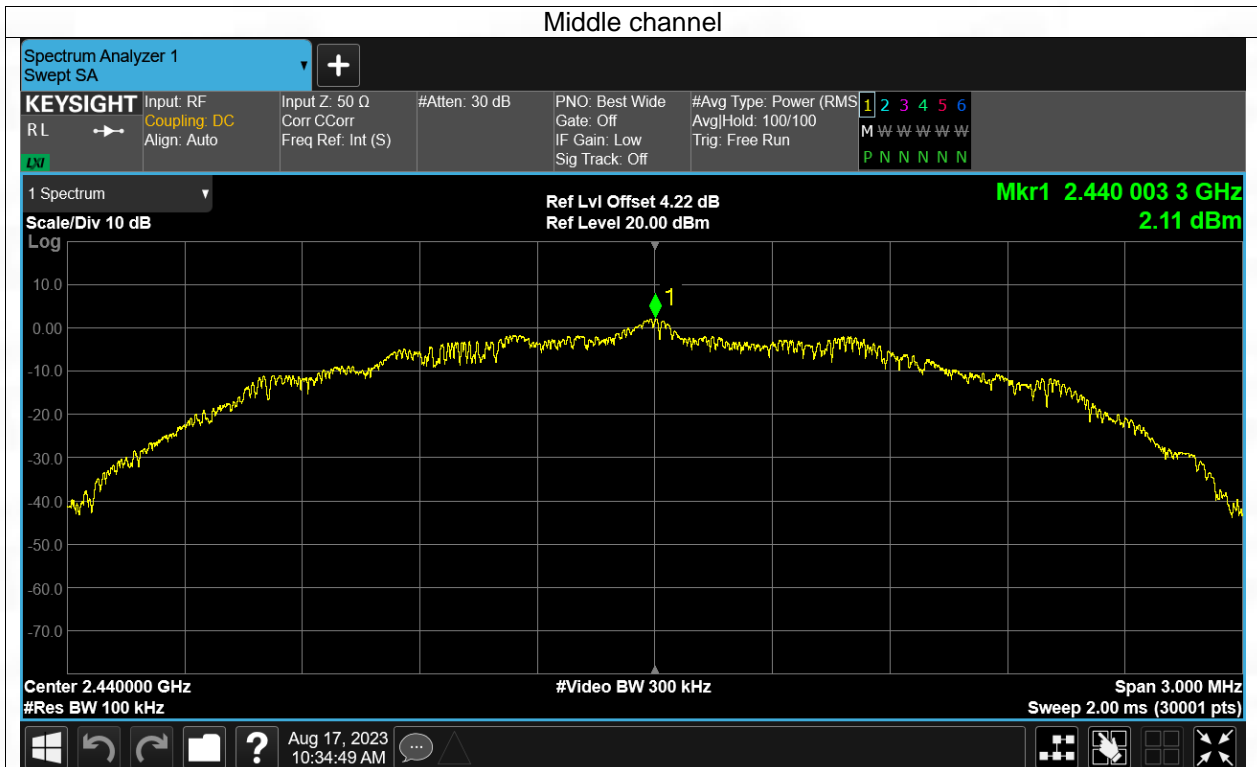 Middle channel
Spectrum Analyzer 1
Swept SA
KEYSIGHT
RL
LXI
Input: RF
Coupling: DC
Align: Auto
Input Z: 50 Ω
Corr CCorr
Freq Ref: Int (S)
#Atten: 30 dB
PNO: Best Wide
Gate: Off
IF Gain: Low
Sig Track: Off
#Avg Type: Power (RMS
Avg|Hold: 100/100
Trig: Free Run
1 2 3 4 5 6
M W W W W W
P N N N N N
1 Spectrum
Scale/Div 10 dB
Ref Lvl Offset 4.22 dB
Ref Level 20.00 dBm
Mkr1 2.440 003 3 GHz
2.11 dBm
Log
10.0
0.00
-10.0
-20.0
-30.0
-40.0
-50.0
-60.0
-70.0
1
Center 2.440000 GHz
#Res BW 100 kHz
#Video BW 300 kHz
Span 3.000 MHz
Sweep 2.00 ms (30001 pts)
?
Aug 17, 2023
10:34:49 AM